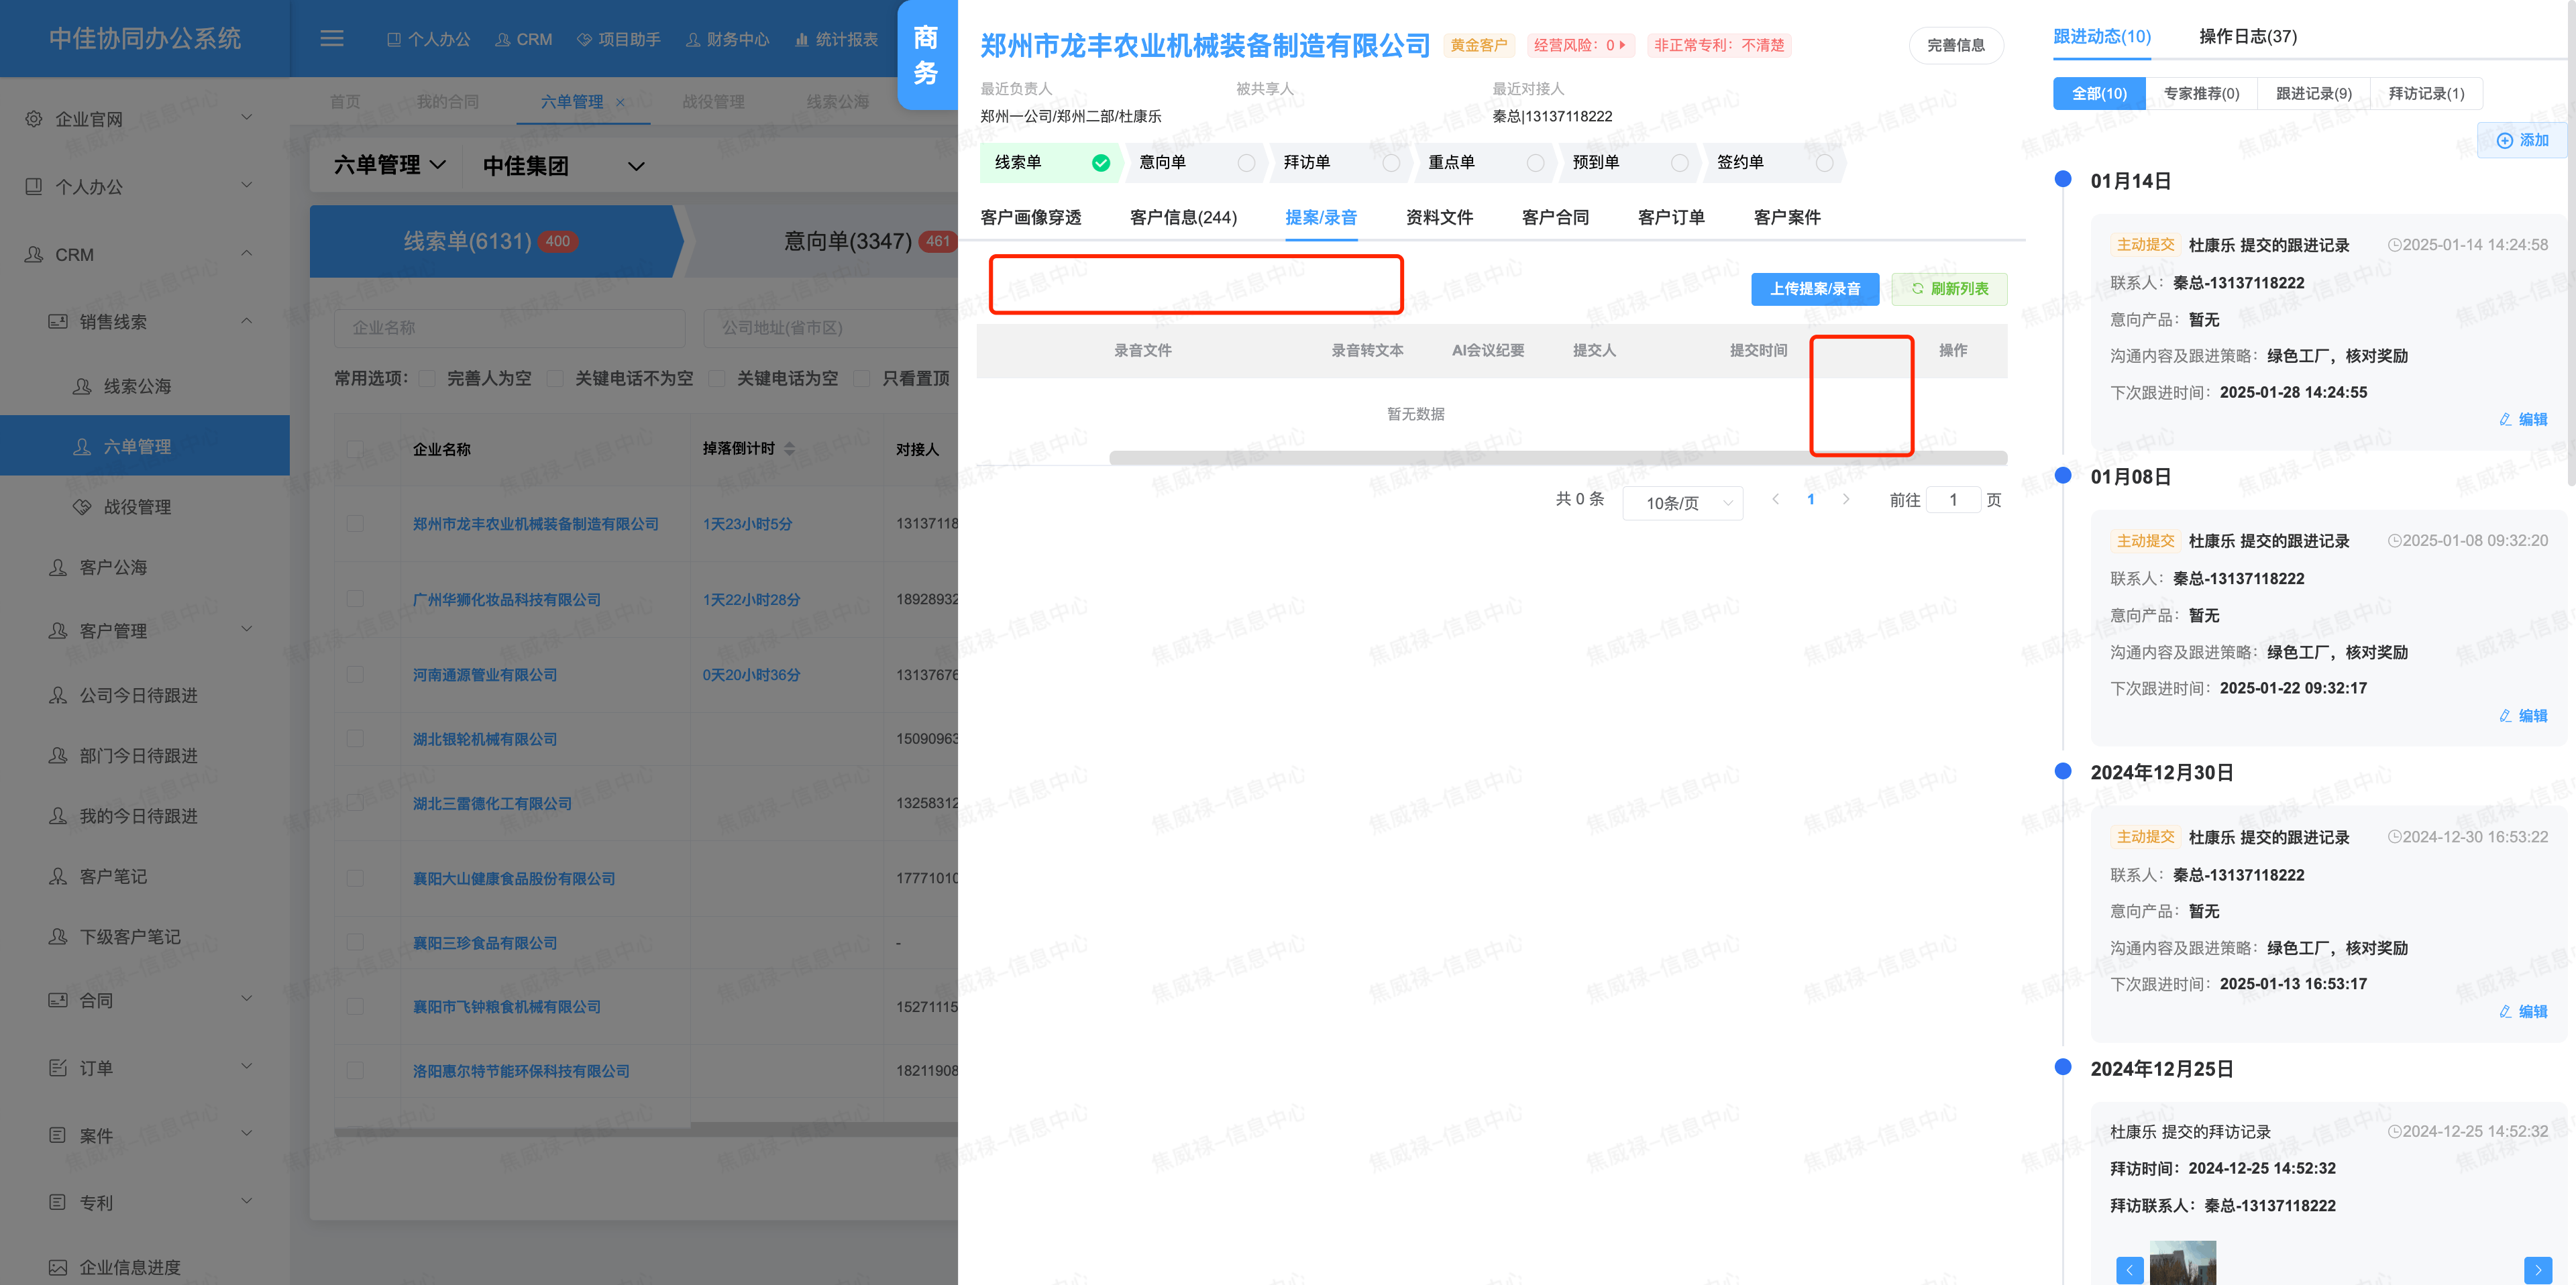 中佳协同办公系统
个人办公
CRM
项目助手
财务中心
统计报表
企业官网
个人办公
CRM
销售线索
线索公海
六单管理
战役管理
客户公海
客户管理
公司今日待跟进
部门今日待跟进
我的今日待跟进
客户笔记
下级客户笔记
合同
订单
案件
专利
企业信息进度
首页
我的合同
六单管理 ×
战役管理
线索公海
六单管理
中佳集团
线索单(6131) 400
意向单(3347) 461
企业名称
公司地址(省市区)
常用选项：
完善人为空
关键电话不为空
关键电话为空
只看置顶
企业名称
掉落倒计时
对接人
郑州市龙丰农业机械装备制造有限公司
1天23小时5分
13137118
广州华狮化妆品科技有限公司
1天22小时28分
18928932
河南通源管业有限公司
0天20小时36分
13137676
湖北银轮机械有限公司
15090963
湖北三雷德化工有限公司
13258312
襄阳大山健康食品股份有限公司
17771010
襄阳三珍食品有限公司
-
襄阳市飞钟粮食机械有限公司
15271115
洛阳惠尔特节能环保科技有限公司
18211908
商
务
郑州市龙丰农业机械装备制造有限公司
黄金客户
经营风险：0
非正常专利：不清楚
完善信息
最近负责人
被共享人
最近对接人
郑州一公司/郑州二部/杜康乐
秦总|13137118222
线索单
意向单
拜访单
重点单
预到单
签约单
客户画像穿透
客户信息(244)
提案/录音
资料文件
客户合同
客户订单
客户案件
上传提案/录音
刷新列表
录音文件
录音转文本
AI会议纪要
提交人
提交时间
操作
暂无数据
共 0 条
10条/页
1
前往
1
页
跟进动态(10)
操作日志(37)
全部(10)
专家推荐(0)
跟进记录(9)
拜访记录(1)
添加
01月14日
主动提交 杜康乐 提交的跟进记录 2025-01-14 14:24:58
联系人：秦总-13137118222
意向产品：暂无
沟通内容及跟进策略：绿色工厂，核对奖励
下次跟进时间：2025-01-28 14:24:55
编辑
01月08日
主动提交 杜康乐 提交的跟进记录 2025-01-08 09:32:20
联系人：秦总-13137118222
意向产品：暂无
沟通内容及跟进策略：绿色工厂，核对奖励
下次跟进时间：2025-01-22 09:32:17
编辑
2024年12月30日
主动提交 杜康乐 提交的跟进记录 2024-12-30 16:53:22
联系人：秦总-13137118222
意向产品：暂无
沟通内容及跟进策略：绿色工厂，核对奖励
下次跟进时间：2025-01-13 16:53:17
编辑
2024年12月25日
杜康乐 提交的拜访记录 2024-12-25 14:52:32
拜访时间：2024-12-25 14:52:32
拜访联系人：秦总-13137118222
焦威禄-信息中心